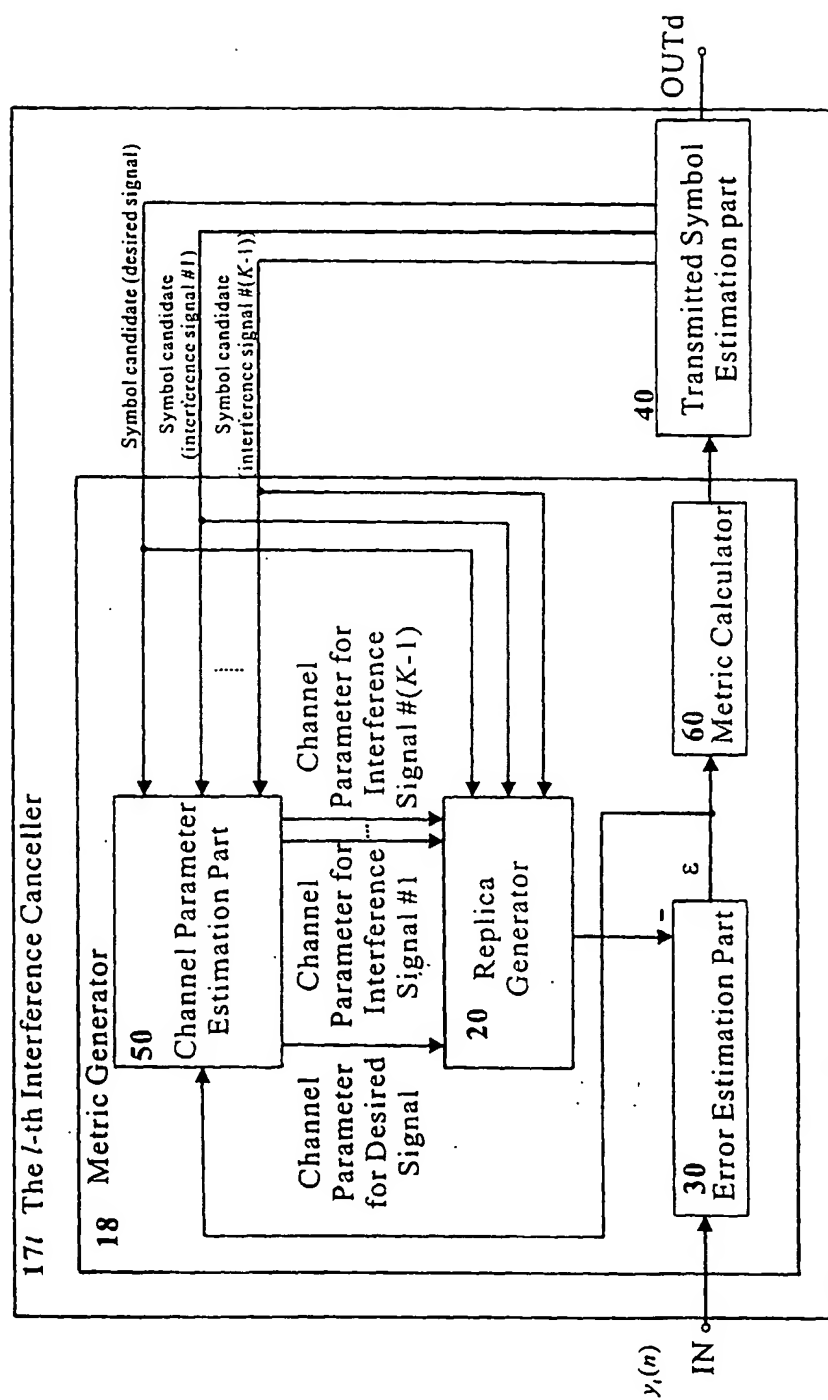 17l The l-th Interference Canceller
18 Metric Generator
Symbol candidate (desired signal)
Symbol candidate
(interference signal #1)
Symbol candidate
(interference signal #(K-1))
50
Channel Parameter
Estimation Part
Channel
Parameter
for Desired
Signal
Channel
Parameter for
Interference
Signal #1
Channel
Parameter for
Interference
Signal #(K-1)
20 Replica
Generator
-
ε
30
Error Estimation Part
60
Metric Calculator
40
Transmitted Symbol
Estimation part
IN
OUTd